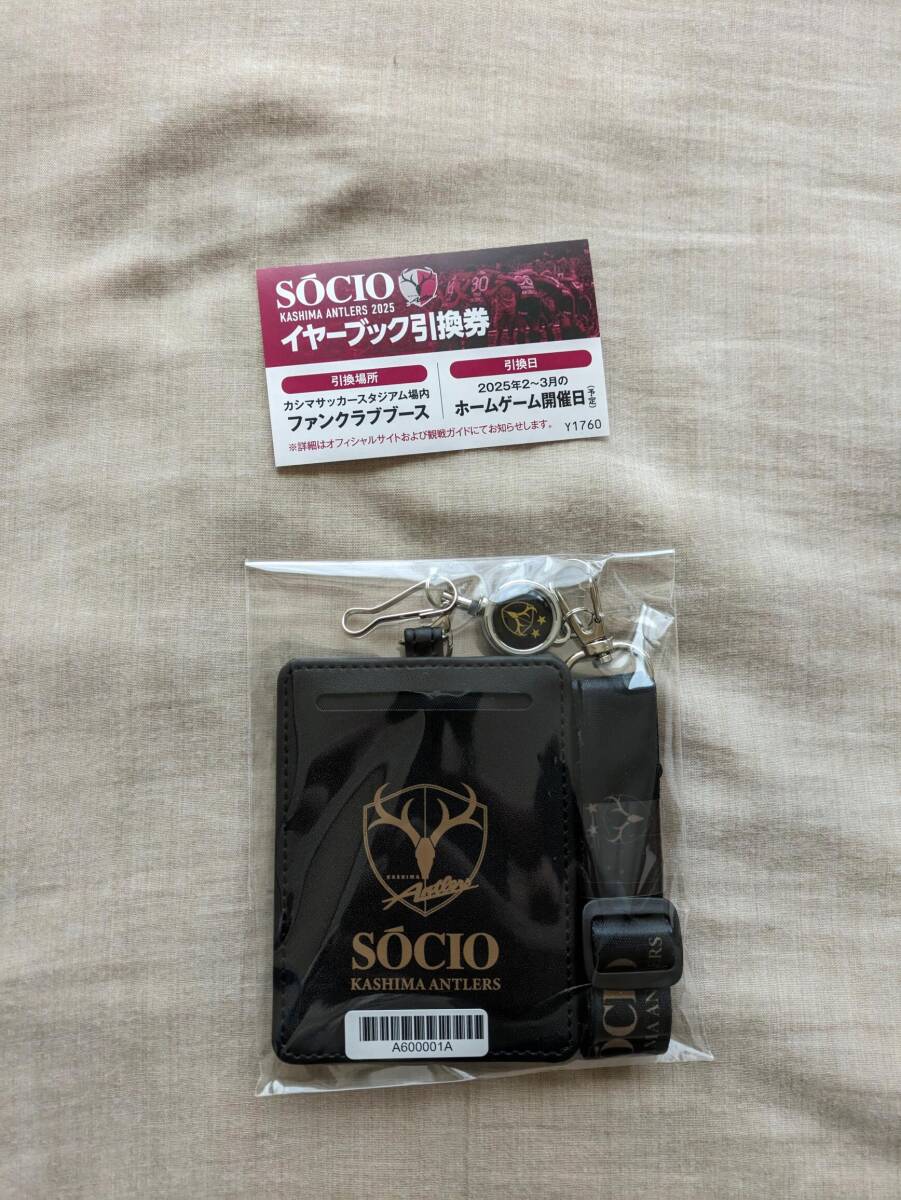 SÓCIO
KASHIMA ANTLERS 2025
イヤーブック引換券
引換場所
カシマサッカースタジアム場内
ファンクラブブース
引換日
2025年2〜3月の
ホームゲーム開催日(予定)
※詳細はオフィシャルサイトおよび観戦ガイドにてお知らせします。
Y1760
KASHIMA
Antlers
SÓCIO
KASHIMA ANTLERS
A600001A